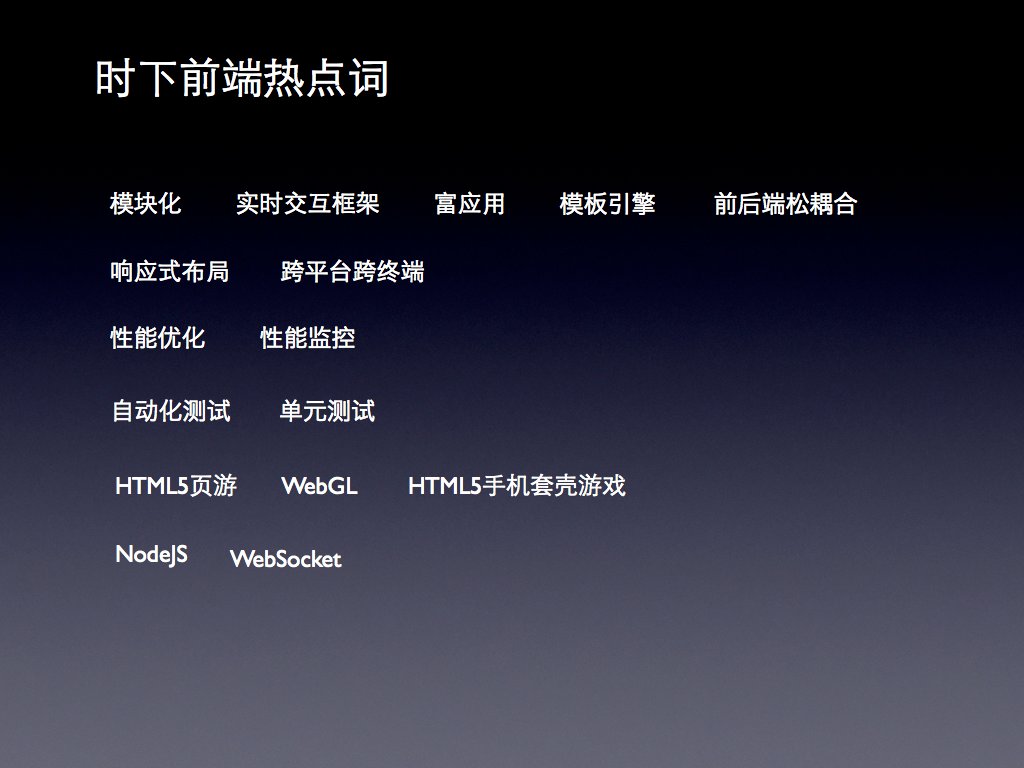 时下前端热点词
模块化 实时交互框架 富应用 模板引擎 前后端松耦合
响应式布局 跨平台跨终端
性能优化 性能监控
自动化测试 单元测试
HTML5页游 WebGL HTML5手机套壳游戏
NodeJS WebSocket